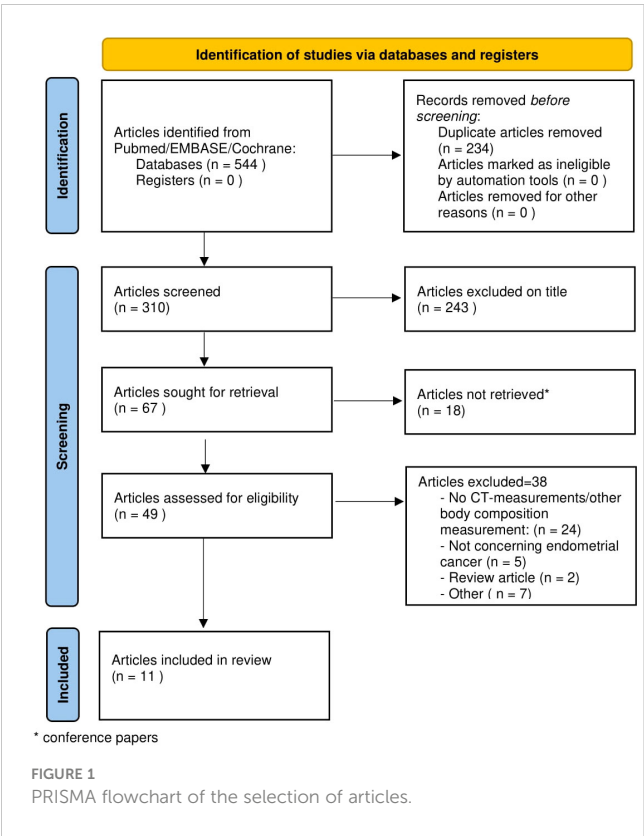 Identification of studies via databases and registers
Identification
Articles identified from
Pubmed/EMBASE/Cochrane:
Databases (n = 544 )
Registers (n = 0 )
Records removed before
screening:
Duplicate articles removed
(n = 234)
Articles marked as ineligible
by automation tools (n = 0 )
Articles removed for other
reasons (n = 0 )
Screening
Articles screened
(n = 310)
Articles excluded on title
(n = 243 )
Articles sought for retrieval
(n = 67 )
Articles not retrieved*
(n = 18)
Articles assessed for eligibility
(n = 49 )
Articles excluded=38
- No CT-measurements/other
body composition
measurement: (n = 24)
- Not concerning endometrial
cancer (n = 5)
- Review article (n = 2)
- Other ( n = 7)
Included
Articles included in review
(n = 11 )
* conference papers
FIGURE 1
PRISMA flowchart of the selection of articles.